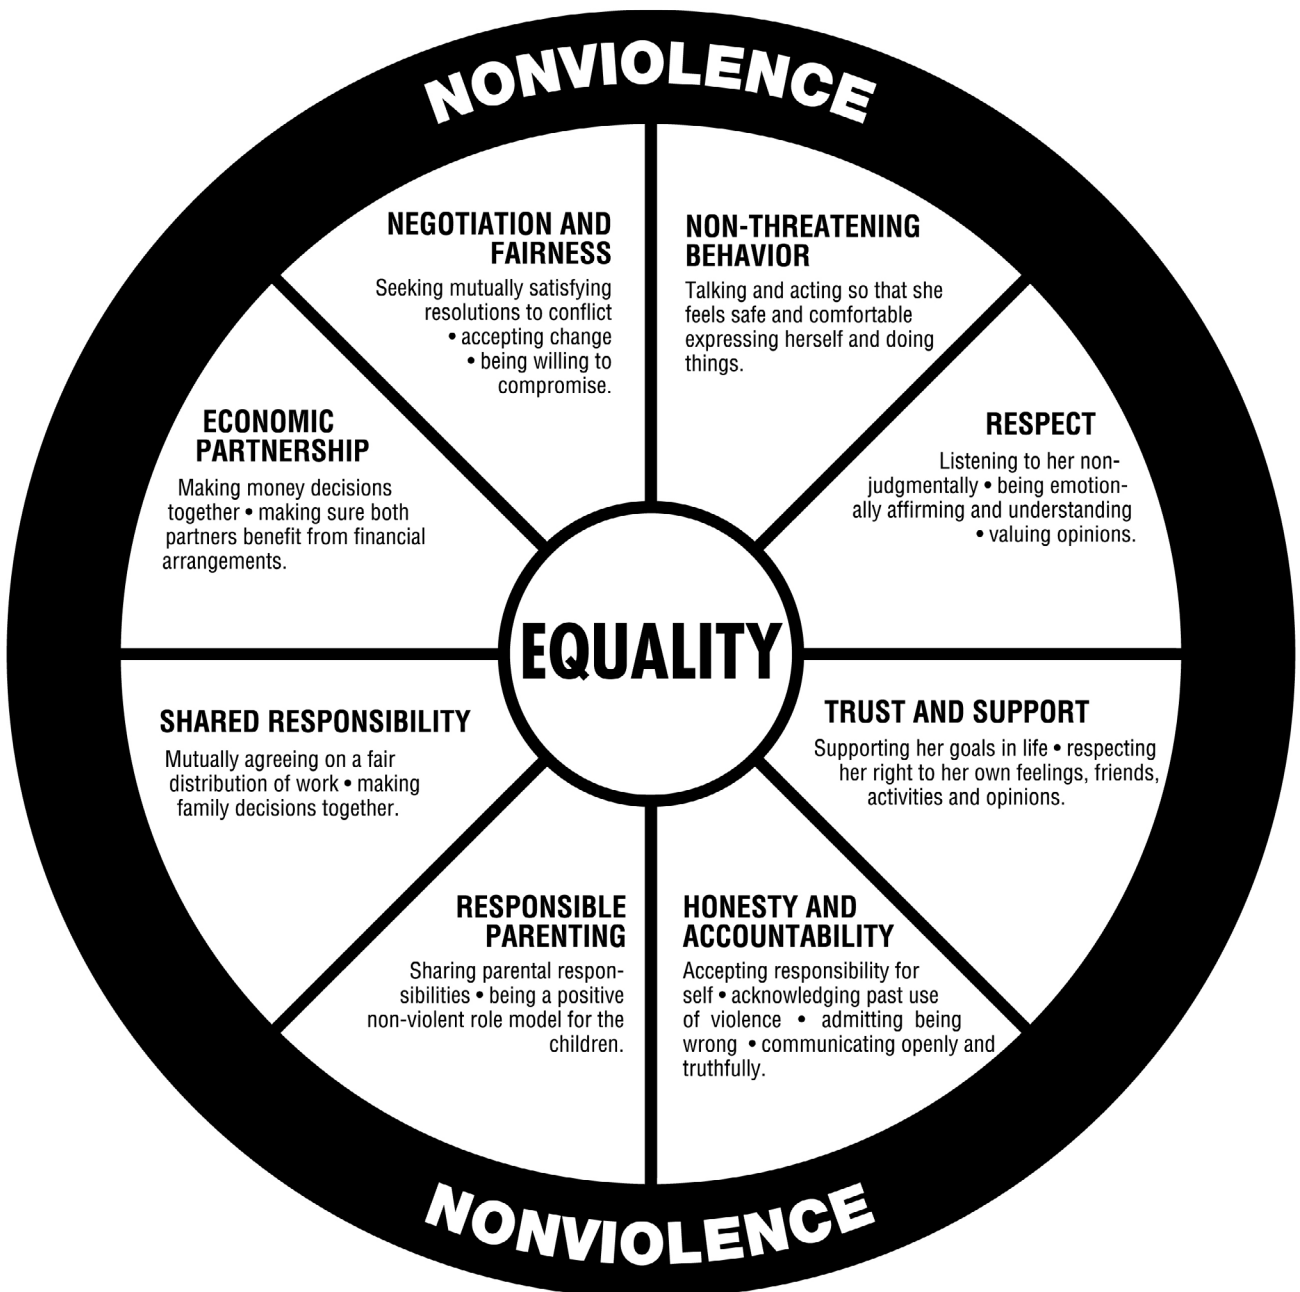 NONVIOLENCE
NEGOTIATION AND
FAIRNESS
Seeking mutually satisfying
resolutions to conflict
• accepting change
• being willing to
compromise.
NON-THREATENING
BEHAVIOR
Talking and acting so that she
feels safe and comfortable
expressing herself and doing
things.
ECONOMIC
PARTNERSHIP
Making money decisions
together • making sure both
partners benefit from financial
arrangements.
RESPECT
Listening to her non-
judgmentally • being emotion-
ally affirming and understanding
• valuing opinions.
EQUALITY
SHARED RESPONSIBILITY
Mutually agreeing on a fair
distribution of work • making
family decisions together.
TRUST AND SUPPORT
Supporting her goals in life • respecting
her right to her own feelings, friends,
activities and opinions.
RESPONSIBLE
PARENTING
Sharing parental respon-
sibilities • being a positive
non-violent role model for the
children.
HONESTY AND
ACCOUNTABILITY
Accepting responsibility for
self • acknowledging past use
of violence • admitting being
wrong • communicating openly and
truthfully.
NONVIOLENCE